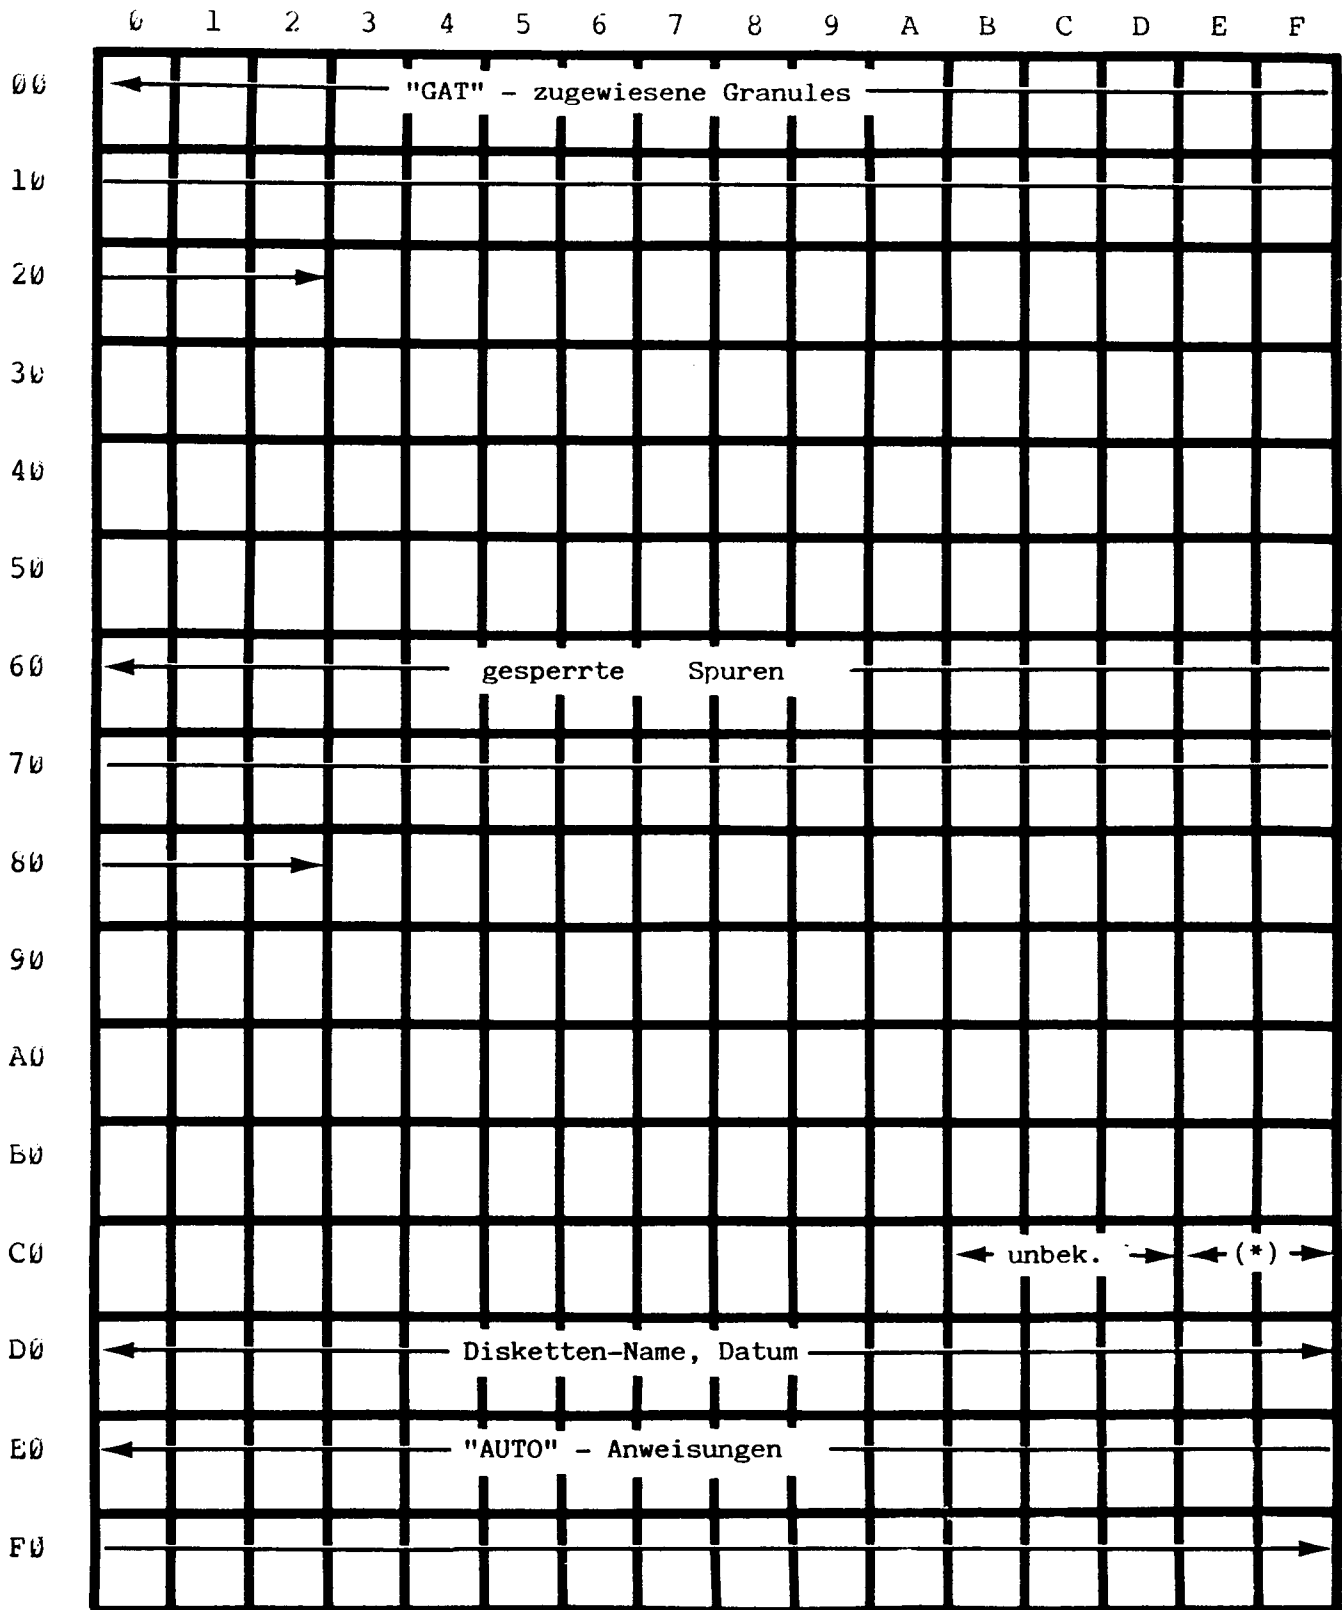 0 1 2 3 4 5 6 7 8 9 A B C D E F
00 "GAT" - zugewiesene Granules
10
20
30
40
50
60 gesperrte Spuren
70
80
90
A0
B0
C0 unbek. (*)
D0 Disketten-Name, Datum
E0 "AUTO" - Anweisungen
F0